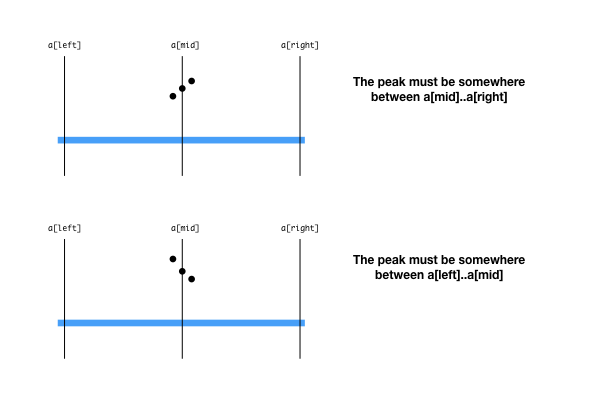 a[left] a[mid] a[right]
The peak must be somewhere
between a[mid]..a[right]
a[left] a[mid] a[right]
The peak must be somewhere
between a[left]..a[mid]